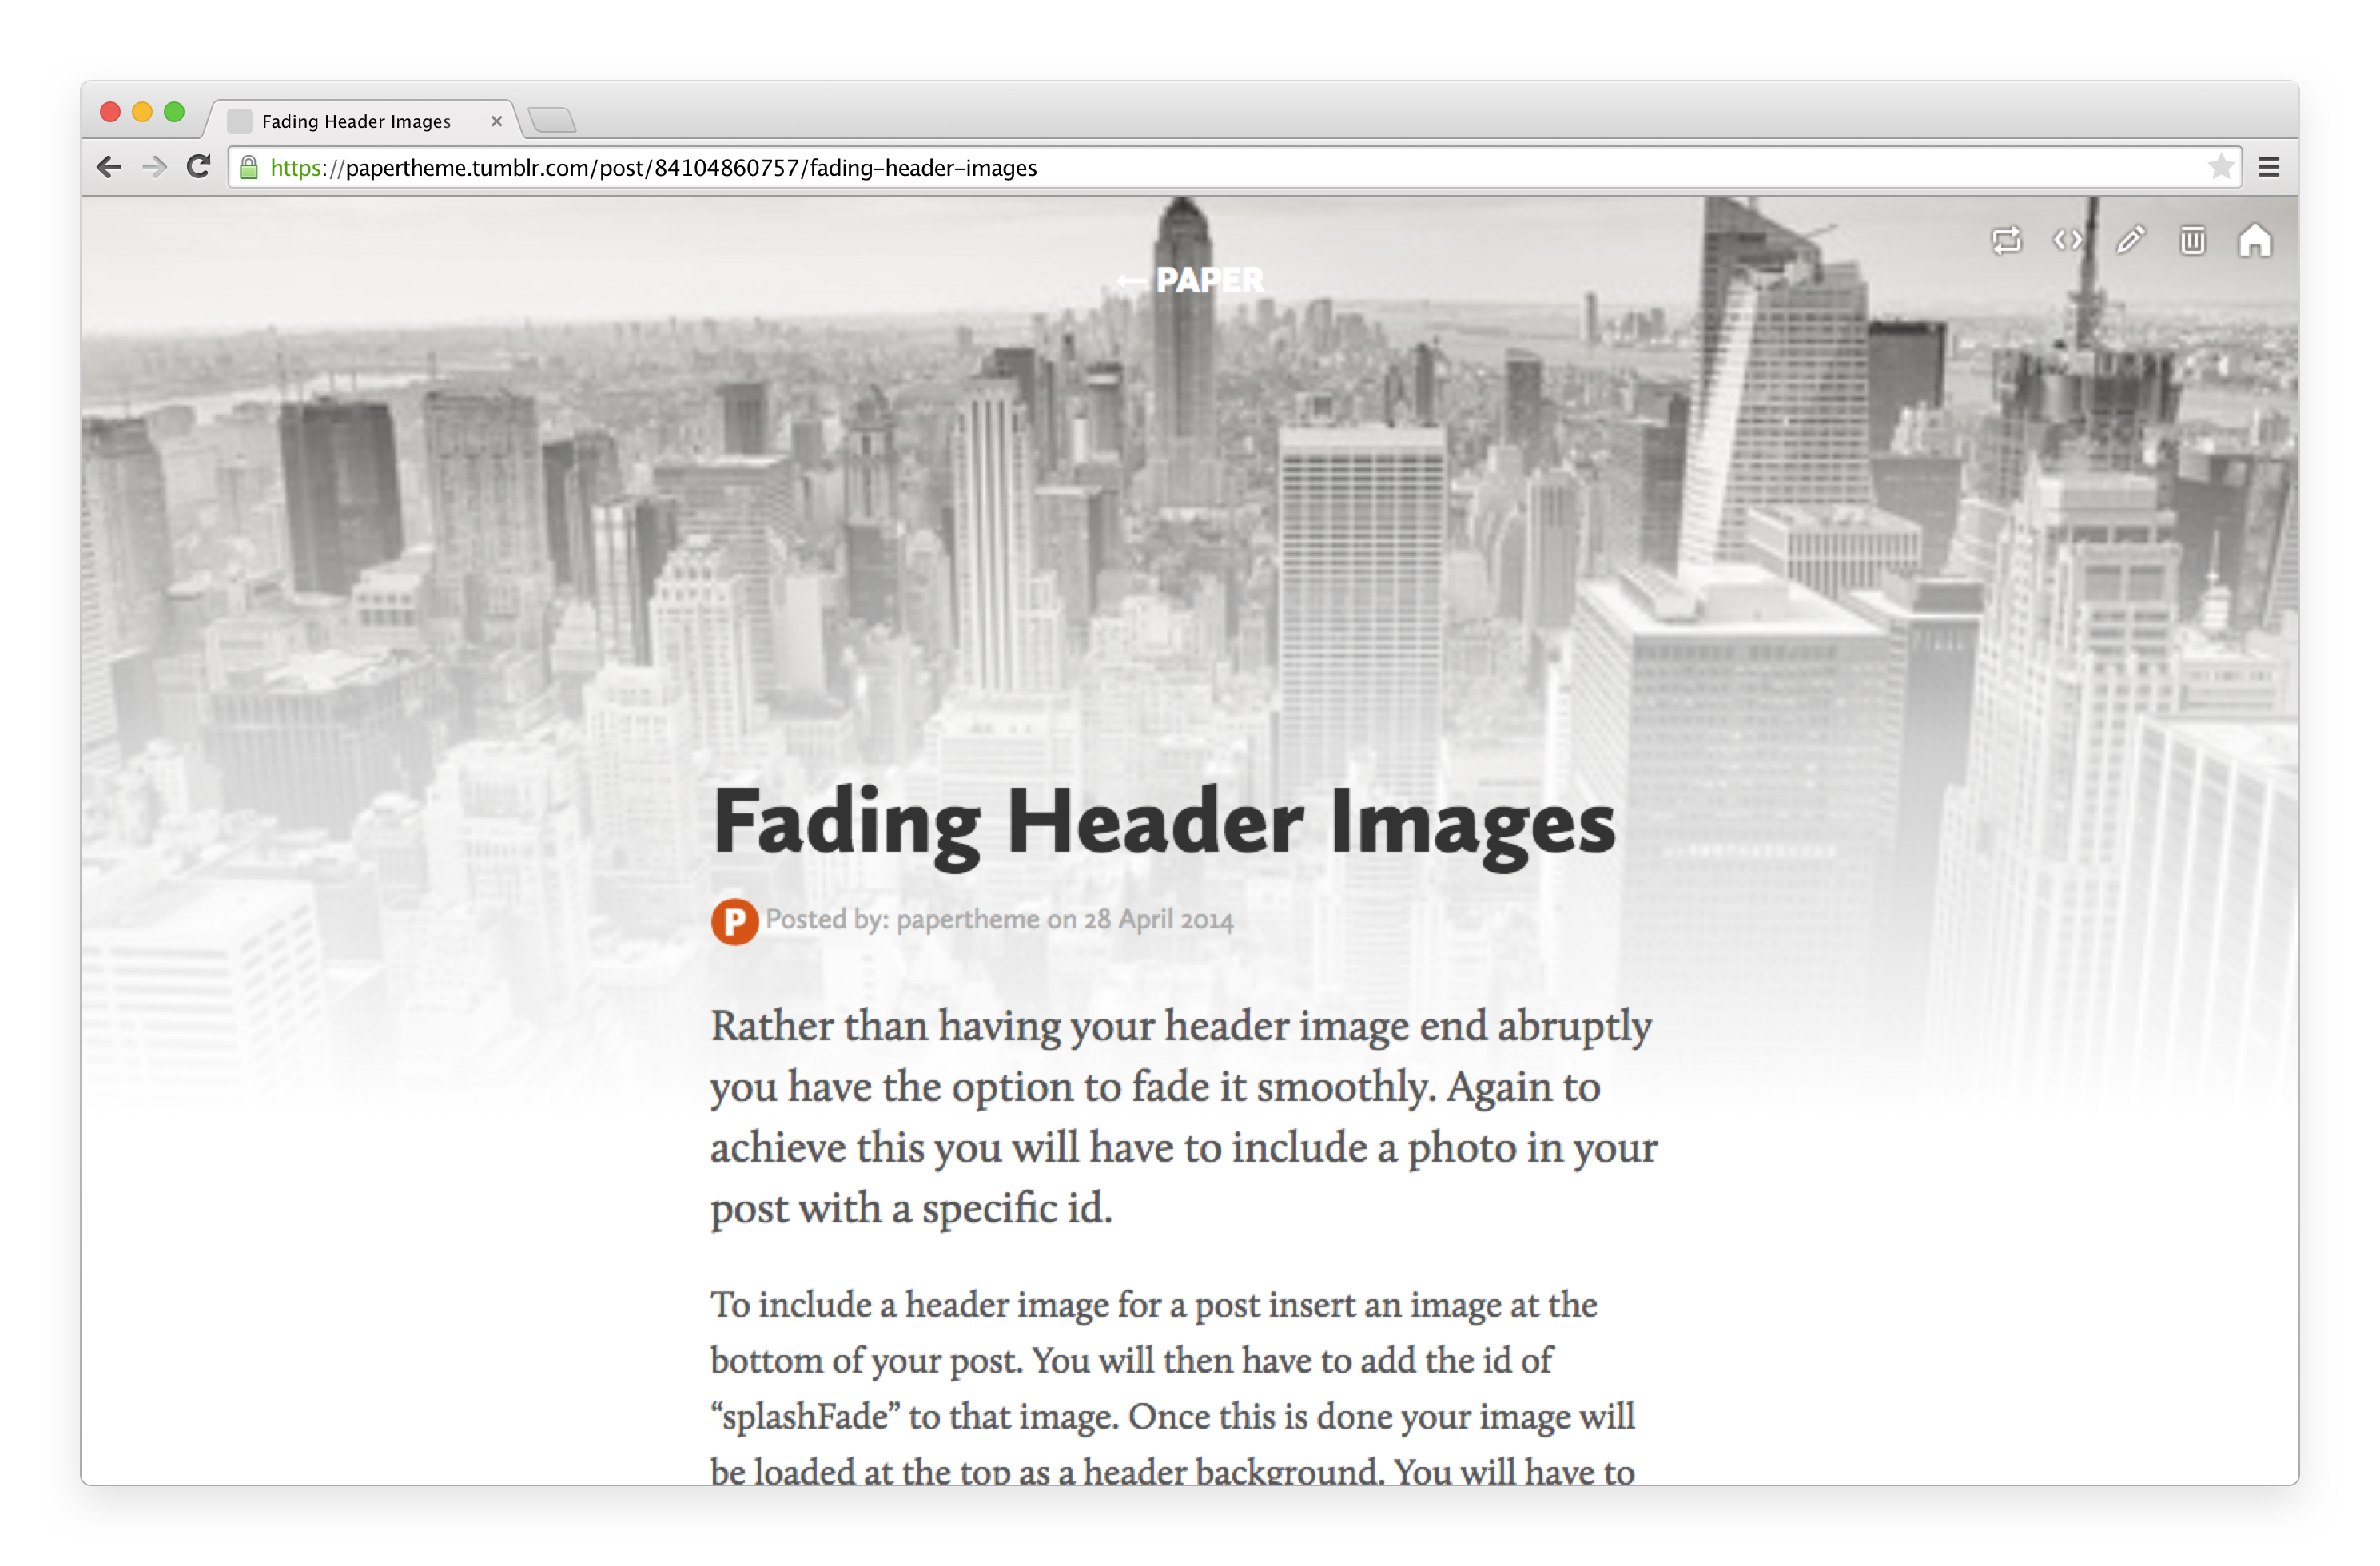 Fading Header Images
https://papertheme.tumblr.com/post/84104860757/fading-header-images
← PAPER
Fading Header Images
P Posted by: papertheme on 28 April 2014
Rather than having your header image end abruptly
you have the option to fade it smoothly. Again to
achieve this you will have to include a photo in your
post with a specific id.
To include a header image for a post insert an image at the
bottom of your post. You will then have to add the id of
“splashFade” to that image. Once this is done your image will
be loaded at the top as a header background. You will have to